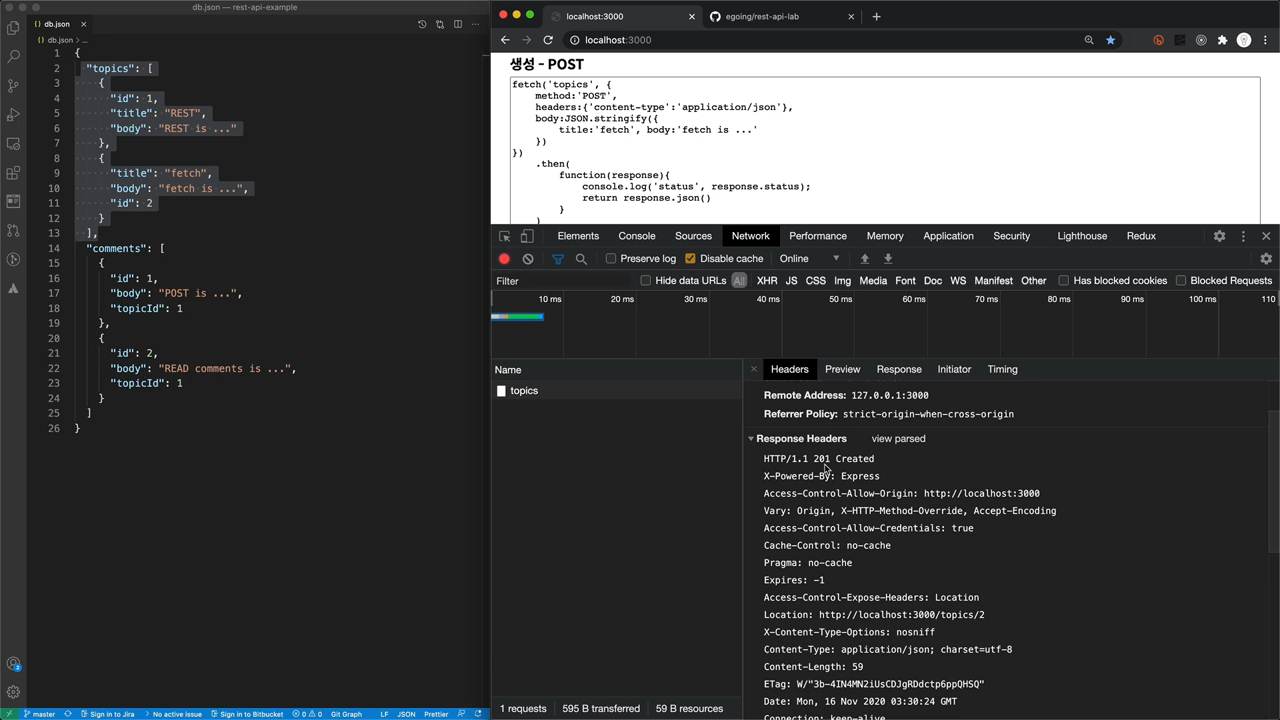 db.json — rest-api-example
db.json ×
db.json > ...
1 {
2 "topics": [
3 {
4 "id": 1,
5 "title": "REST",
6 "body": "REST is ..."
7 },
8 {
9 "title": "fetch",
10 "body": "fetch is ...",
11 "id": 2
12 }
13 ],
14 "comments": [
15 {
16 "id": 1,
17 "body": "POST is ...",
18 "topicId": 1
19 },
20 {
21 "id": 2,
22 "body": "READ comments is ...",
23 "topicId": 1
24 }
25 ]
26 }
2
master Sign in to Jira No active issue Sign in to Bitbucket 0 0 Git Graph LF JSON Prettier
localhost:3000 × egoing/rest-api-lab × +
localhost:3000
생성 - POST
fetch('topics', {
method:'POST',
headers:{'content-type':'application/json'},
body:JSON.stringify({
title:'fetch', body:'fetch is ...'
})
})
.then(
function(response){
console.log('status', response.status);
return response.json()
}
)
Elements Console Sources Network Performance Memory Application Security Lighthouse Redux
Preserve log Disable cache Online
Filter Hide data URLs All XHR JS CSS Img Media Font Doc WS Manifest Other Has blocked cookies Blocked Requests
10 ms 20 ms 30 ms 40 ms 50 ms 60 ms 70 ms 80 ms 90 ms 100 ms 110
Name × Headers Preview Response Initiator Timing
topics
Remote Address: 127.0.0.1:3000
Referrer Policy: strict-origin-when-cross-origin
Response Headers view parsed
HTTP/1.1 201 Created
X-Powered-By: Express
Access-Control-Allow-Origin: http://localhost:3000
Vary: Origin, X-HTTP-Method-Override, Accept-Encoding
Access-Control-Allow-Credentials: true
Cache-Control: no-cache
Pragma: no-cache
Expires: -1
Access-Control-Expose-Headers: Location
Location: http://localhost:3000/topics/2
X-Content-Type-Options: nosniff
Content-Type: application/json; charset=utf-8
Content-Length: 59
ETag: W/"3b-4IN4MN2iUsCDJgRDdctp6ppQHSQ"
Date: Mon, 16 Nov 2020 03:30:24 GMT
Connection: keep-alive
1 requests 595 B transferred 59 B resources